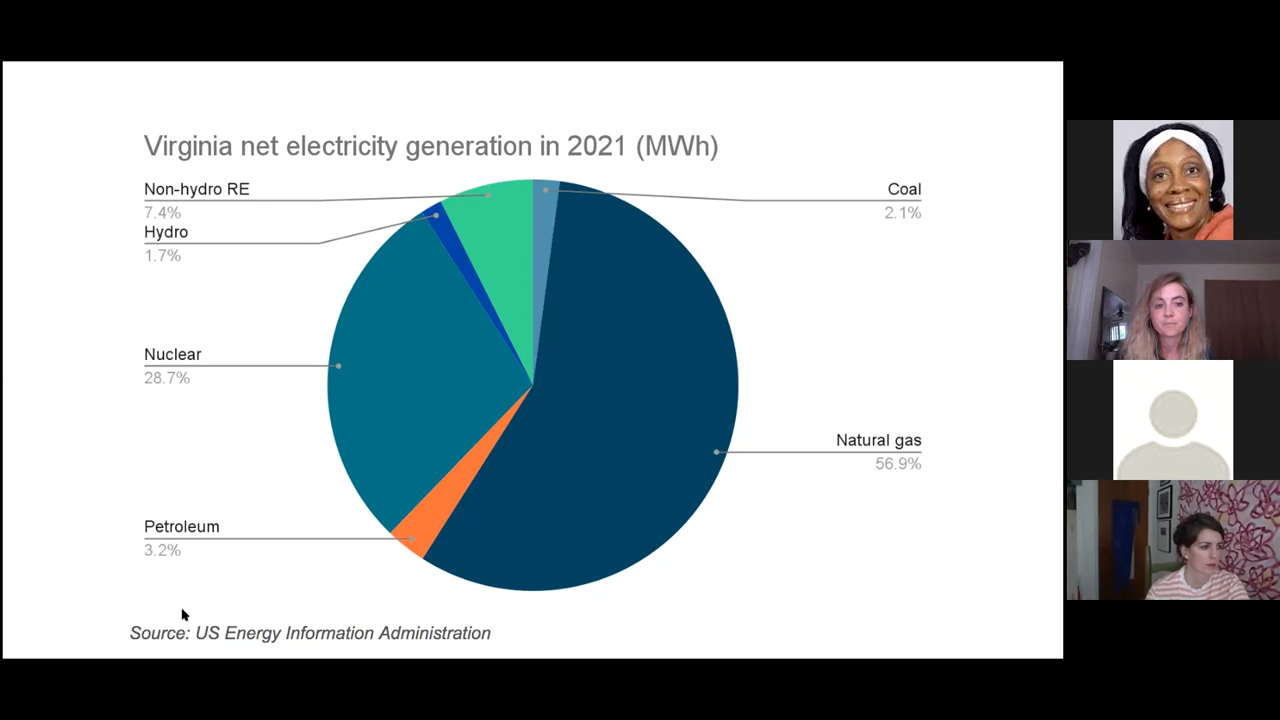 Virginia net electricity generation in 2021 (MWh)
Non-hydro RE
7.4%
Hydro
1.7%
Nuclear
28.7%
Petroleum
3.2%
Coal
2.1%
Natural gas
56.9%
Source: US Energy Information Administration